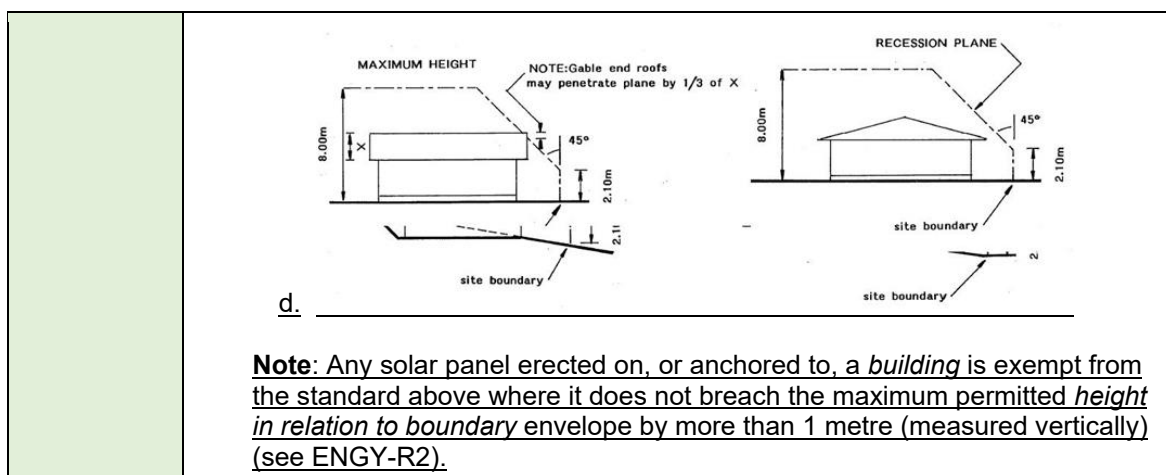 MAXIMUM HEIGHT
NOTE:Gable end roofs
may penetrate plane by 1/3 of X
8.00m
X
45°
2.10m
RECESSION PLANE
8.00m
45°
2.10m
site boundary
site boundary
site boundary
d.
Note: Any solar panel erected on, or anchored to, a building is exempt from
the standard above where it does not breach the maximum permitted height
in relation to boundary envelope by more than 1 metre (measured vertically)
(see ENGY-R2).